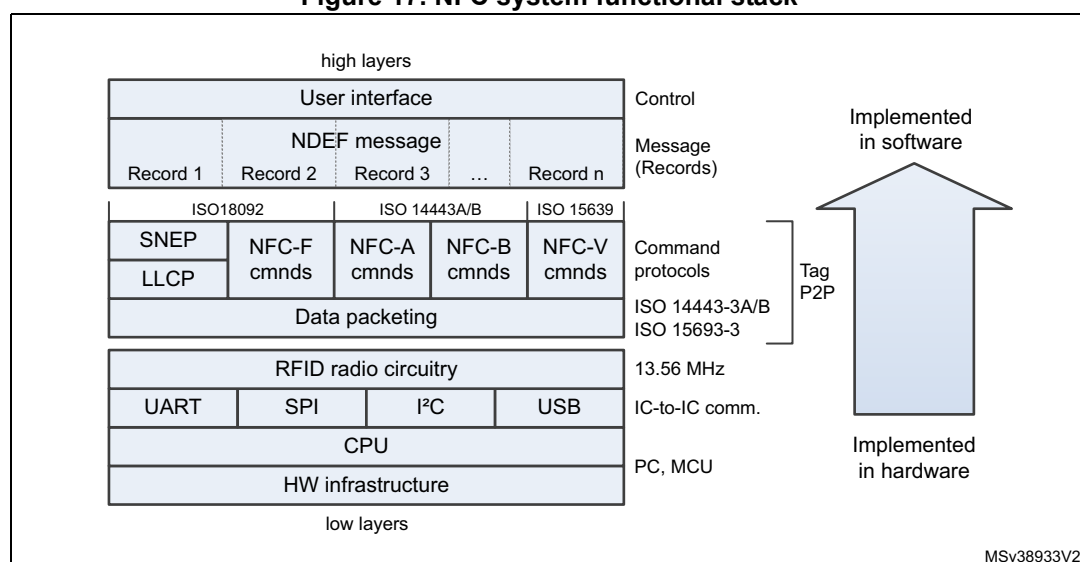 Figure 17. NFC system functional stack
high layers
User interface
Control
NDEF message
Message
(Records)
Record 1
Record 2
Record 3
...
Record n
Implemented
in software
ISO18092
ISO 14443A/B
ISO 15639
SNEP
LLCP
NFC-F
cmnds
NFC-A
cmnds
NFC-B
cmnds
NFC-V
cmnds
Command
protocols
Data packeting
ISO 14443-3A/B
ISO 15693-3
Tag
P2P
RFID radio circuitry
13.56 MHz
UART
SPI
I²C
USB
IC-to-IC comm.
CPU
PC, MCU
HW infrastructure
Implemented
in hardware
low layers
MSv38933V2